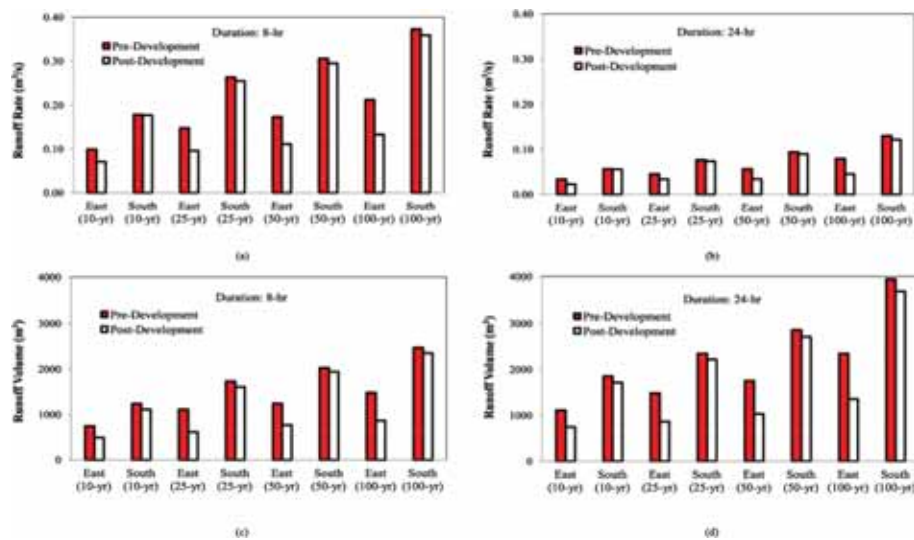 0.40
Duration: 8-hr
Pre-Development
Post-Development
0.30
0.20
0.10
0.00
Runoff Rate (m³/s)
East South East South East South East South
(10-yr) (10-yr) (25-yr) (25-yr) (50-yr) (50-yr) (100-yr) (100-yr)
(a)
0.40
Duration: 24-hr
Pre-Development
Post-Development
0.30
0.20
0.10
0.00
Runoff Rate (m³/s)
East South East South East South East South
(10-yr) (10-yr) (25-yr) (25-yr) (50-yr) (50-yr) (100-yr) (100-yr)
(b)
4000
Duration: 8-hr
Pre-Development
Post-Development
3000
2000
1000
0
Runoff Volume (m³)
East South East South East South East South
(10-yr) (10-yr) (25-yr) (25-yr) (50-yr) (50-yr) (100-yr) (100-yr)
(c)
4000
Duration: 24-hr
Pre-Development
Post-Development
3000
2000
1000
0
Runoff Volume (m³)
East South East South East South East South
(10-yr) (10-yr) (25-yr) (25-yr) (50-yr) (50-yr) (100-yr) (100-yr)
(d)